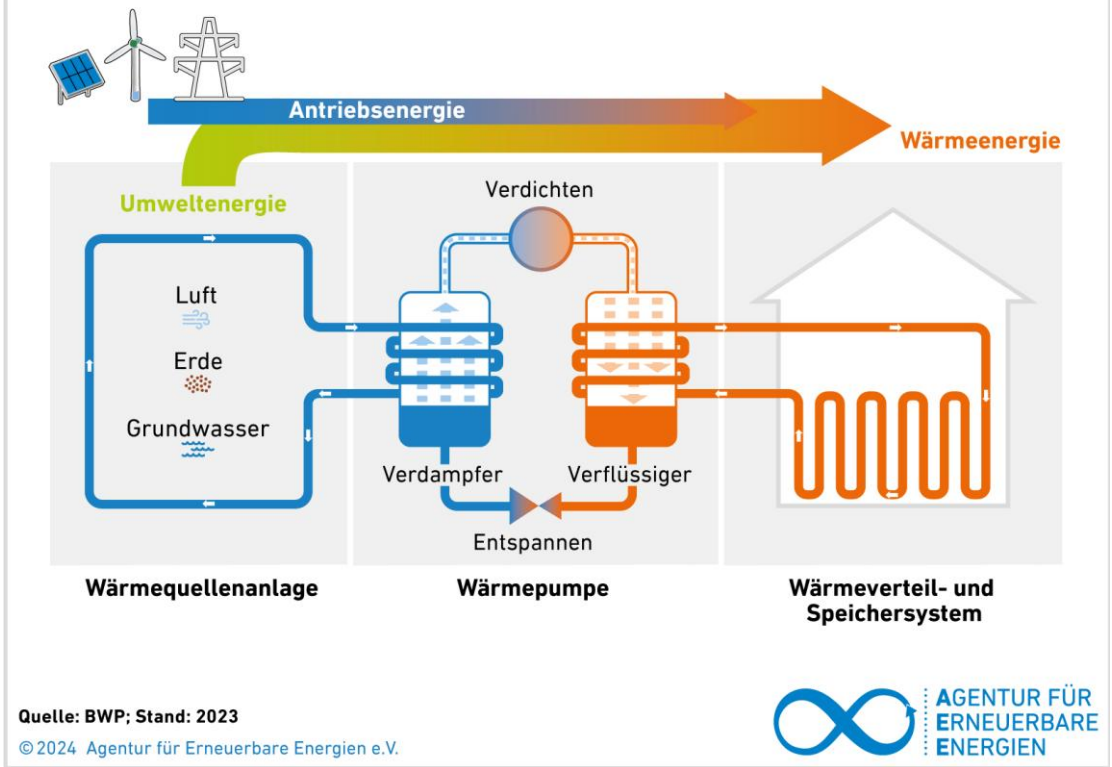 Antriebsenergie
Wärmeenergie
Umweltenergie
Verdichten
Luft
Erde
Grundwasser
Verdampfer
Verflüssiger
Entspannen
Wärmequellenanlage
Wärmepumpe
Wärmeverteil- und
Speichersystem
Quelle: BWP; Stand: 2023
©2024 Agentur für Erneuerbare Energien e.V.
AGENTUR FÜR
ERNEUERBARE
ENERGIEN